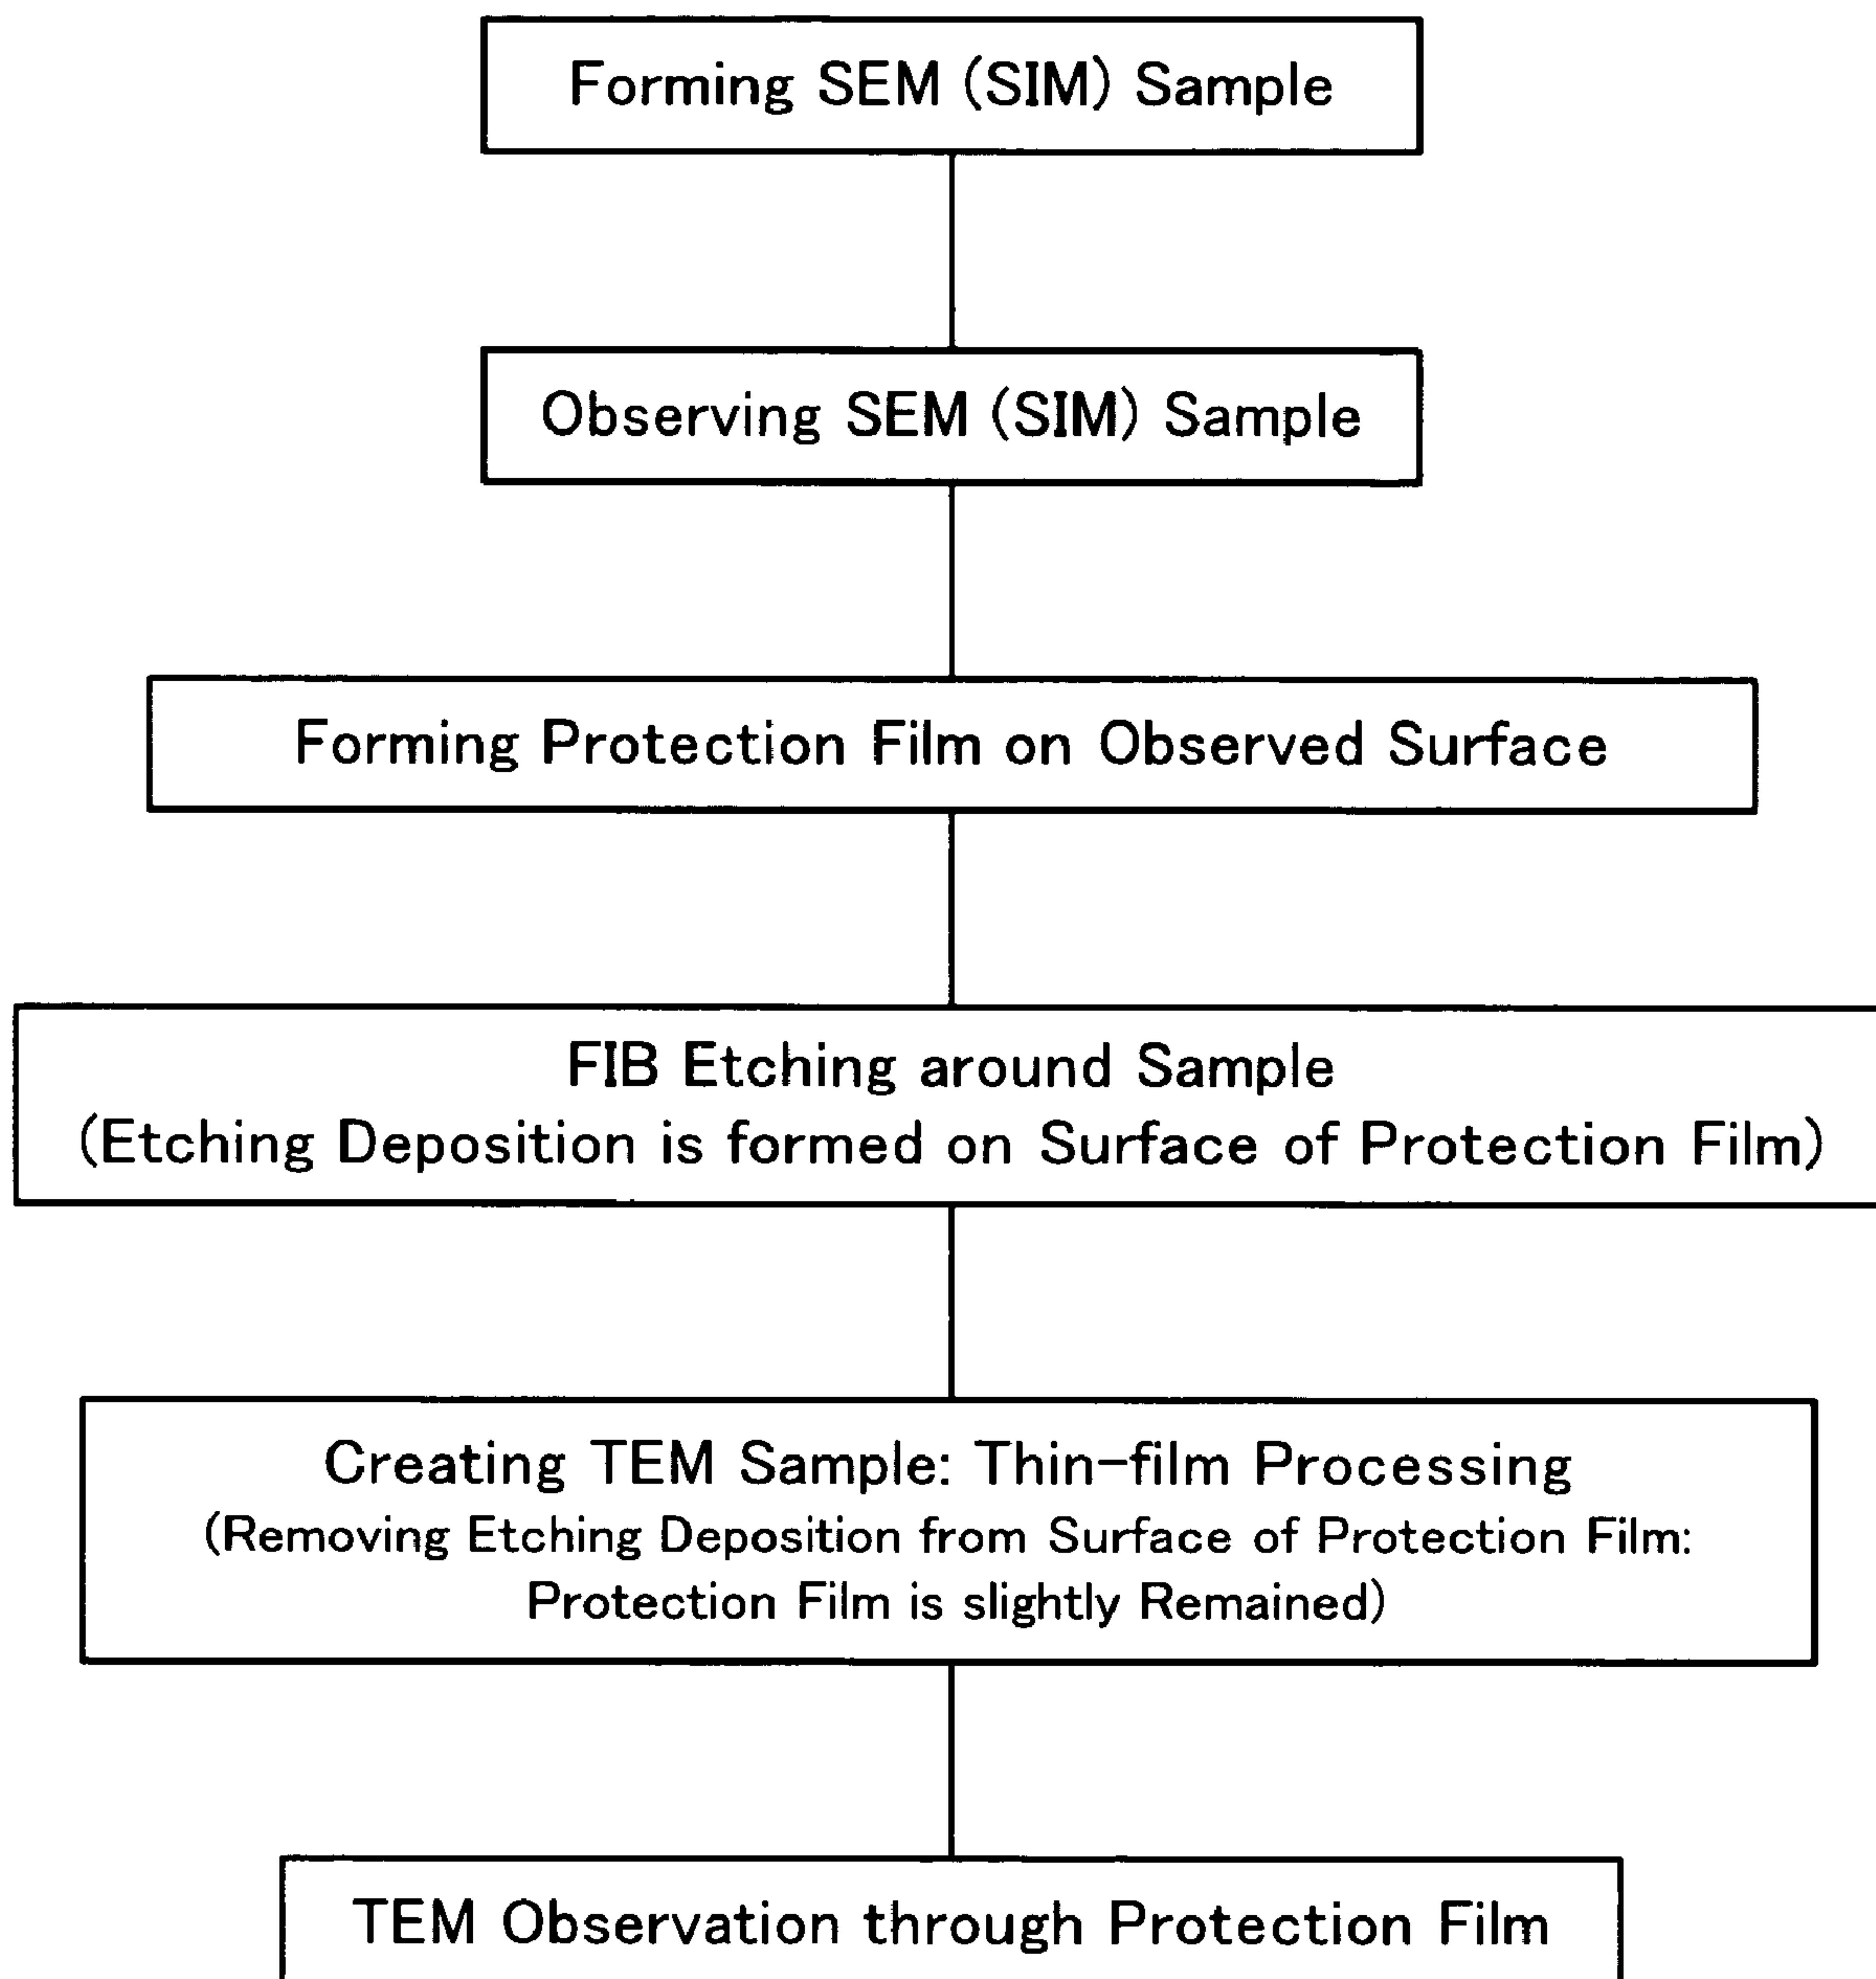 Forming SEM (SIM) Sample
Observing SEM (SIM) Sample
Forming Protection Film on Observed Surface
FIB Etching around Sample
(Etching Deposition is formed on Surface of Protection Film)
Creating TEM Sample: Thin-film Processing
(Removing Etching Deposition from Surface of Protection Film:
Protection Film is slightly Remained)
TEM Observation through Protection Film